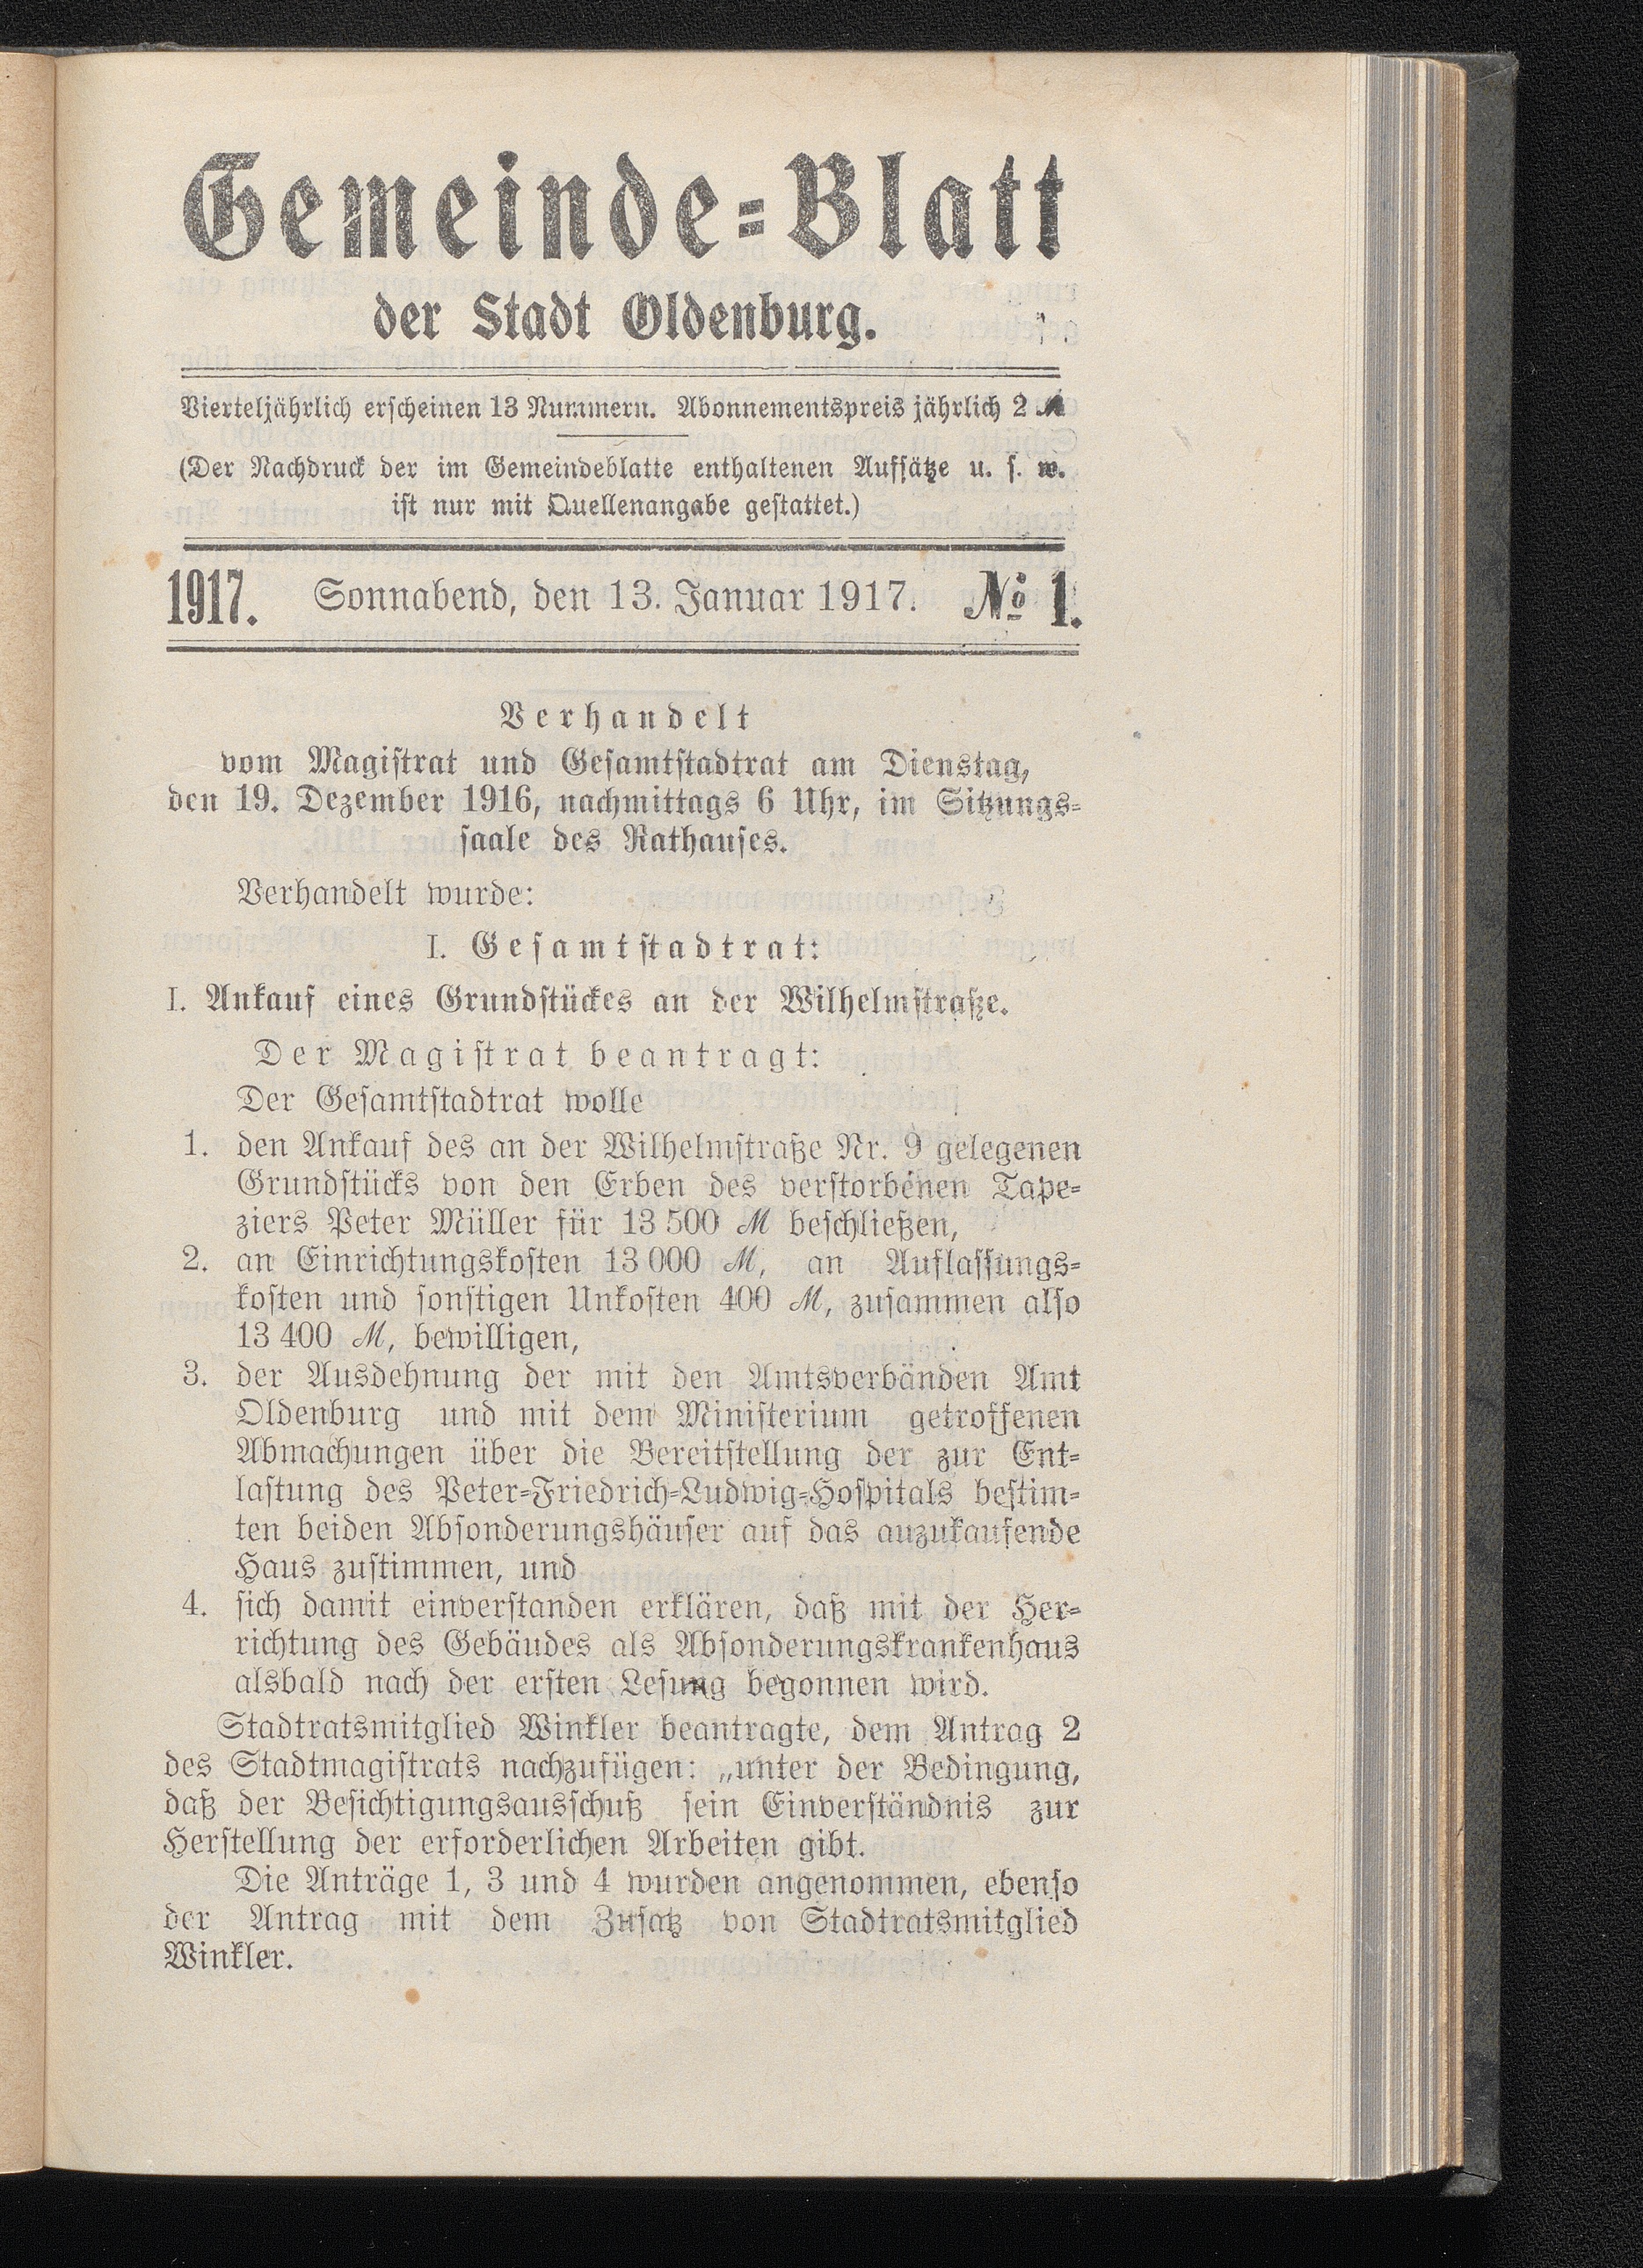 Gemeinde=Blatt
der Stadt Oldenburg.
Vierteljährlich erscheinen 13 Nummern. Abonnementspreis jährlich 2 ℳ
(Der Nachdruck der im Gemeindeblatte enthaltenen Aufsätze u. s. w.
ist nur mit Quellenangabe gestattet.)
1917. Sonnabend, den 13. Januar 1917. № 1.
Verhandelt
vom Magistrat und Gesamtstadtrat am Dienstag,
den 19. Dezember 1916, nachmittags 6 Uhr, im Sitzungs=
saale des Rathauses.
Verhandelt wurde:
I. Gesamtstadtrat:
I. Ankauf eines Grundstückes an der Wilhelmstraße.
Der Magistrat beantragt:
Der Gesamtstadtrat wolle
1. den Ankauf des an der Wilhelmstraße Nr. 9 gelegenen
Grundstücks von den Erben des verstorbenen Tape=
ziers Peter Müller für 13 500 ℳ beschließen,
2. an Einrichtungskosten 13 000 ℳ, an Auflassungs=
kosten und sonstigen Unkosten 400 ℳ, zusammen also
13 400 ℳ, bewilligen,
3. der Ausdehnung der mit den Amtsverbänden Amt
Oldenburg und mit dem Ministerium getroffenen
Abmachungen über die Bereitstellung der zur Ent=
lastung des Peter=Friedrich=Ludwig=Hospitals bestim=
ten beiden Absonderungshäuser auf das anzukaufende
Haus zustimmen, und
4. sich damit einverstanden erklären, daß mit der Her=
richtung des Gebäudes als Absonderungskrankenhaus
alsbald nach der ersten Lesung begonnen wird.
Stadtratsmitglied Winkler beantragte, dem Antrag 2
des Stadtmagistrats nachzufügen: „unter der Bedingung,
daß der Besichtigungsausschuß sein Einverständnis zur
Herstellung der erforderlichen Arbeiten gibt.
Die Anträge 1, 3 und 4 wurden angenommen, ebenso
der Antrag mit dem Zusatz von Stadtratsmitglied
Winkler.